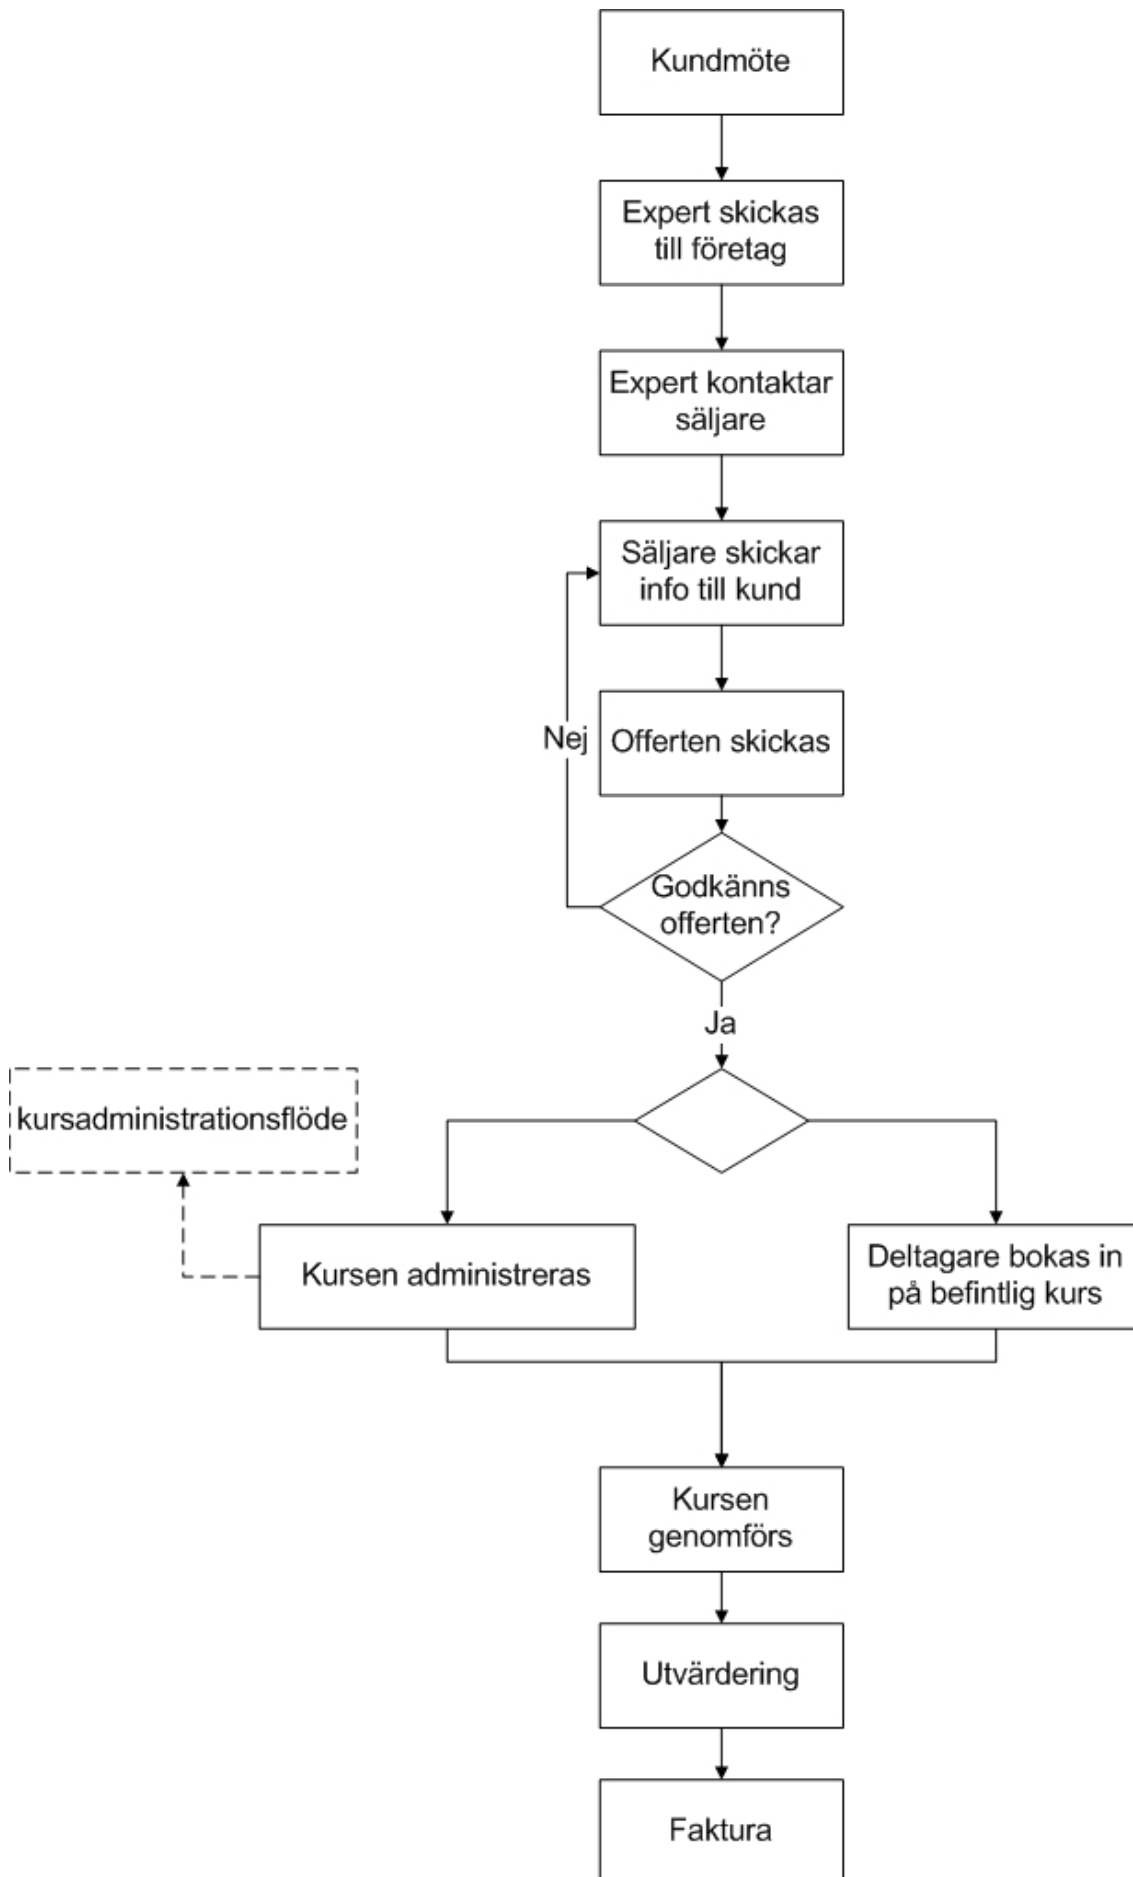 Kundmöte
Expert skickas
till företag
Expert kontaktar
säljare
Säljare skickar
info till kund
Nej
Offerten skickas
Godkänns
offerten?
Ja
kursadministrationsflöde
Kursen administreras
Deltagare bokas in
på befintlig kurs
Kursen
genomförs
Utvärdering
Faktura